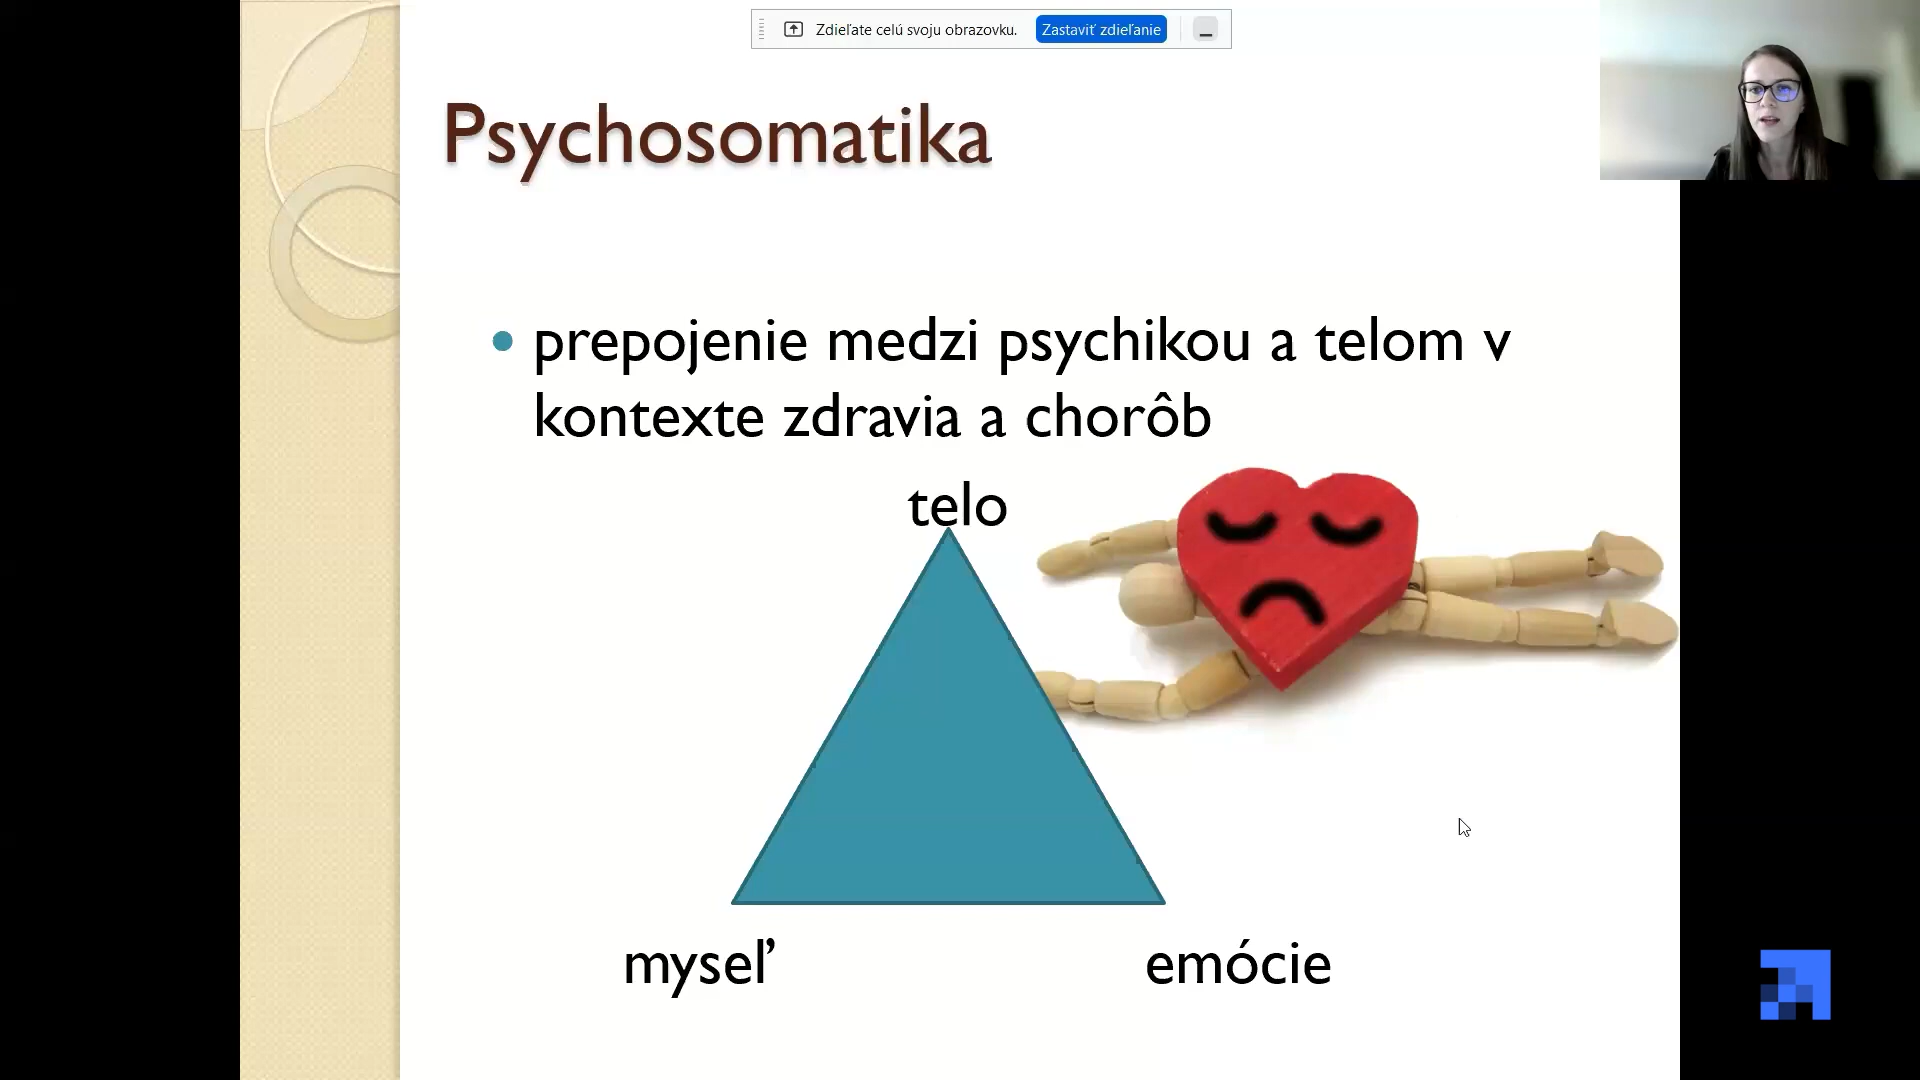 Zdieľate celú svoju obrazovku.
Zastaviť zdieľanie
Psychosomatika
prepojenie medzi psychikou a telom v
kontexte zdravia a chorôb
telo
myseľ
emócie